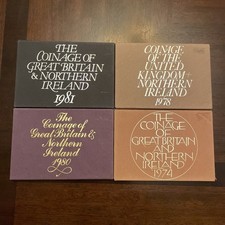 THE
COINAGE OF
GREAT BRITAIN
& NORTHERN
IRELAND
1981
COINAGE
OF THE
UNITED
KINGDOM
NORTHERN
IRELAND
1978
The
Coinage of
Great Britain &
Northern
Ireland
1980
THE
COINAGE OF
GREAT BRITAIN
AND
NORTHERN
IRELAND
1974